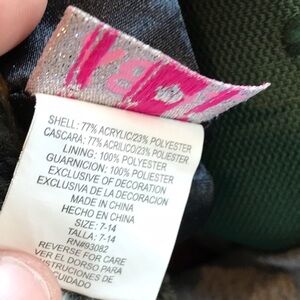 SHELL: 77% ACRYLIC/23% POLYESTER
CASCARA: 77% ACRILICO/23% POLIESTER
LINING: 100% POLYESTER
GUARNICION: 100% POLIESTER
EXCLUSIVE OF DECORATION
EXCLUSIVA DE LA DECORACION
MADE IN CHINA
HECHO EN CHINA
SIZE: 7-14
TALLA: 7-14
RN#93082
REVERSE FOR CARE
VER EL DORSO PARA
INSTRUCIONES DE
CUIDADO